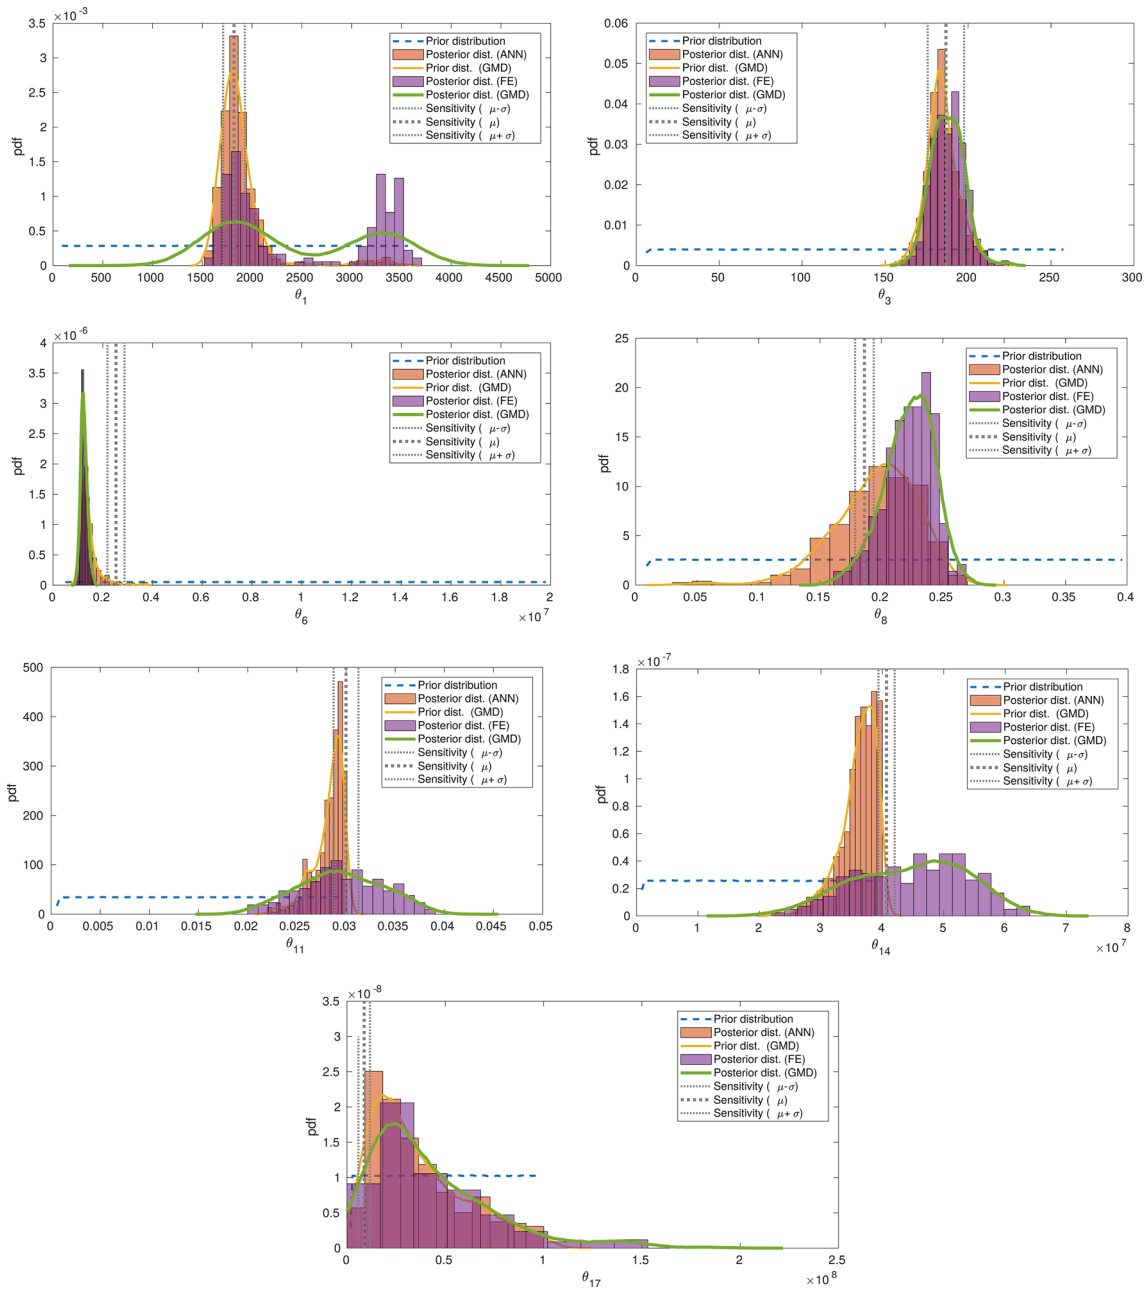 ×10⁻³
3.5
3
2.5
2
1.5
1
0.5
0
pdf
0 500 1000 1500 2000 2500 3000 3500 4000 4500 5000
θ₁
Prior distribution
Posterior dist. (ANN)
Prior dist. (GMD)
Posterior dist. (FE)
Posterior dist. (GMD)
Sensitivity ( μ-σ)
Sensitivity ( μ)
Sensitivity ( μ+ σ)
0.06
0.05
0.04
0.03
0.02
0.01
0
pdf
0 50 100 150 200 250 300
θ₃
Prior distribution
Posterior dist. (ANN)
Prior dist. (GMD)
Posterior dist. (FE)
Posterior dist. (GMD)
Sensitivity ( μ-σ)
Sensitivity ( μ)
Sensitivity ( μ+ σ)
×10⁻⁶
4
3.5
3
2.5
2
1.5
1
0.5
0
pdf
0 0.2 0.4 0.6 0.8 1 1.2 1.4 1.6 1.8 2
θ₆
×10⁷
Prior distribution
Posterior dist. (ANN)
Prior dist. (GMD)
Posterior dist. (FE)
Posterior dist. (GMD)
Sensitivity ( μ-σ)
Sensitivity ( μ)
Sensitivity ( μ+ σ)
25
20
15
10
5
0
pdf
0 0.05 0.1 0.15 0.2 0.25 0.3 0.35 0.4
θ₈
Prior distribution
Posterior dist. (ANN)
Prior dist. (GMD)
Posterior dist. (FE)
Posterior dist. (GMD)
Sensitivity ( μ-σ)
Sensitivity ( μ)
Sensitivity ( μ+ σ)
500
400
300
200
100
0
pdf
0 0.005 0.01 0.015 0.02 0.025 0.03 0.035 0.04 0.045 0.05
θ₁₁
Prior distribution
Posterior dist. (ANN)
Prior dist. (GMD)
Posterior dist. (FE)
Posterior dist. (GMD)
Sensitivity ( μ-σ)
Sensitivity ( μ)
Sensitivity ( μ+ σ)
×10⁻⁷
1.8
1.6
1.4
1.2
1
0.8
0.6
0.4
0.2
0
pdf
0 1 2 3 4 5 6 7 8
θ₁₄
×10⁷
Prior distribution
Posterior dist. (ANN)
Prior dist. (GMD)
Posterior dist. (FE)
Posterior dist. (GMD)
Sensitivity ( μ-σ)
Sensitivity ( μ)
Sensitivity ( μ+ σ)
×10⁻⁸
3.5
3
2.5
2
1.5
1
0.5
0
pdf
0 0.5 1 1.5 2 2.5
θ₁₇
×10⁸
Prior distribution
Posterior dist. (ANN)
Prior dist. (GMD)
Posterior dist. (FE)
Posterior dist. (GMD)
Sensitivity ( μ-σ)
Sensitivity ( μ)
Sensitivity ( μ+ σ)